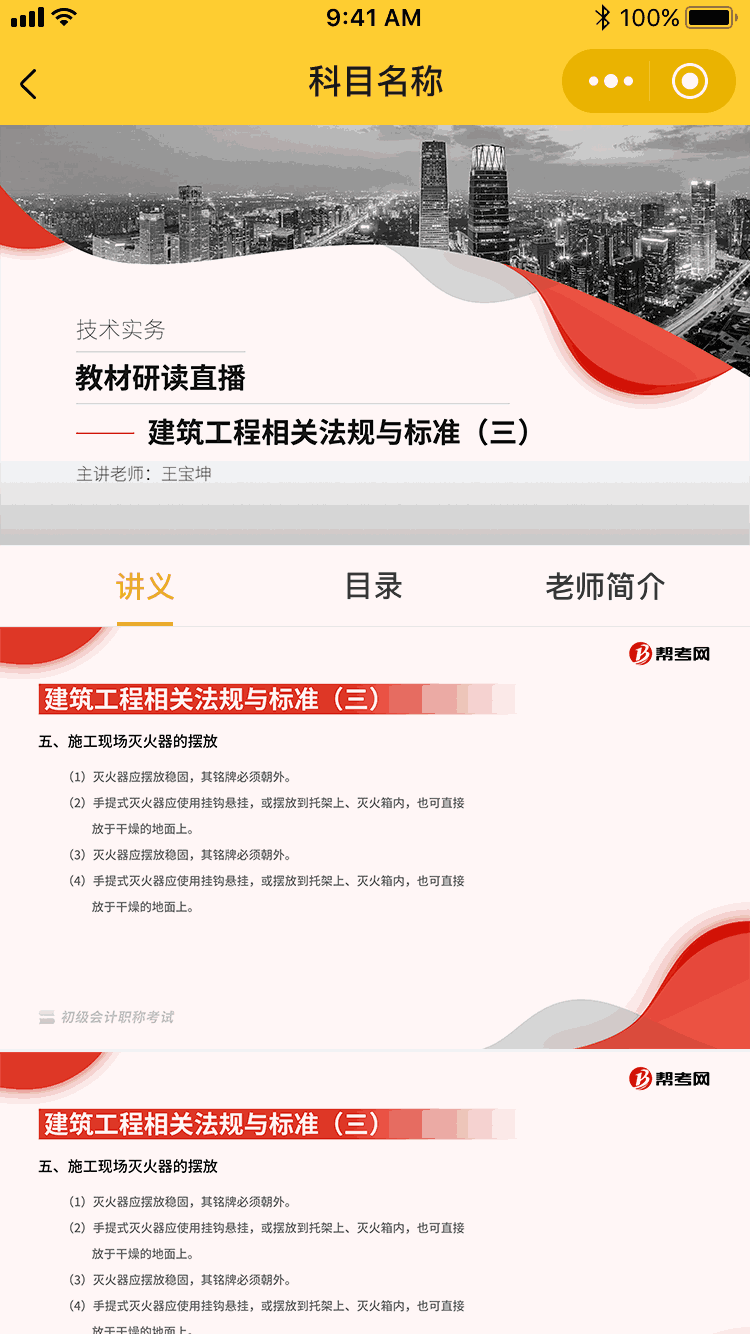 9:41 AM
100%
科目名称
技术实务
教材研读直播
建筑工程相关法规与标准（三）
主讲老师：王宝坤
讲义
目录
老师简介
帮考网
建筑工程相关法规与标准（三）
五、施工现场灭火器的摆放
（1）灭火器应摆放稳固，其铭牌必须朝外。
（2）手提式灭火器应使用挂钩悬挂，或摆放到托架上、灭火箱内，也可直接
放于干燥的地面上。
（3）灭火器应摆放稳固，其铭牌必须朝外。
（4）手提式灭火器应使用挂钩悬挂，或摆放到托架上、灭火箱内，也可直接
放于干燥的地面上。
初级会计职称考试
帮考网
建筑工程相关法规与标准（三）
五、施工现场灭火器的摆放
（1）灭火器应摆放稳固，其铭牌必须朝外。
（2）手提式灭火器应使用挂钩悬挂，或摆放到托架上、灭火箱内，也可直接
放于干燥的地面上。
（3）灭火器应摆放稳固，其铭牌必须朝外。
（4）手提式灭火器应使用挂钩悬挂，或摆放到托架上、灭火箱内，也可直接
放于干燥的地面上。